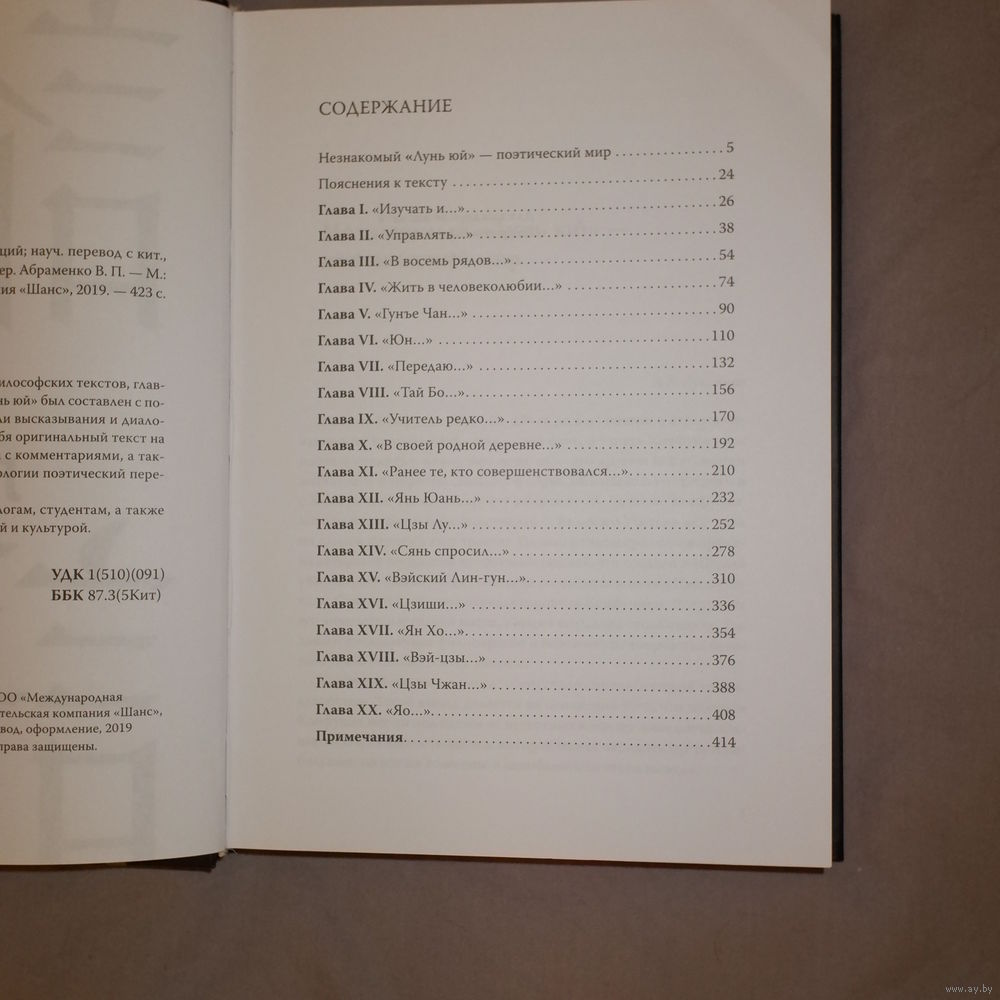 ций; науч. перевод с кит.,
ер. Абраменко В. П. — М.:
ия «Шанс», 2019. — 423 с.
илософских текстов, глав-
нь юй» был составлен с по-
ли высказывания и диало-
бя оригинальный текст на
а с комментариями, а так-
ологии поэтический пере-
логам, студентам, а также
й и культурой.
УДК 1(510)(091)
ББК 87.3(5Кит)
ОО «Международная
тельская компания «Шанс»,
вод, оформление, 2019
права защищены.
СОДЕРЖАНИЕ
Незнакомый «Лунь юй» — поэтический мир 5
Пояснения к тексту 24
Глава I. «Изучать и...» 26
Глава II. «Управлять...» 38
Глава III. «В восемь рядов...» 54
Глава IV. «Жить в человеколюбии...» 74
Глава V. «Гунъе Чан...» 90
Глава VI. «Юн...» 110
Глава VII. «Передаю...» 132
Глава VIII. «Тай Бо...» 156
Глава IX. «Учитель редко...» 170
Глава X. «В своей родной деревне...» 192
Глава XI. «Ранее те, кто совершенствовался...» 210
Глава XII. «Янь Юань...» 232
Глава XIII. «Цзы Лу...» 252
Глава XIV. «Сянь спросил...» 278
Глава XV. «Вэйский Лин-гун...» 310
Глава XVI. «Цзиши...» 336
Глава XVII. «Ян Хо...» 354
Глава XVIII. «Вэй-цзы...» 376
Глава XIX. «Цзы Чжан...» 388
Глава XX. «Яо...» 408
Примечания 414
www.ay.by